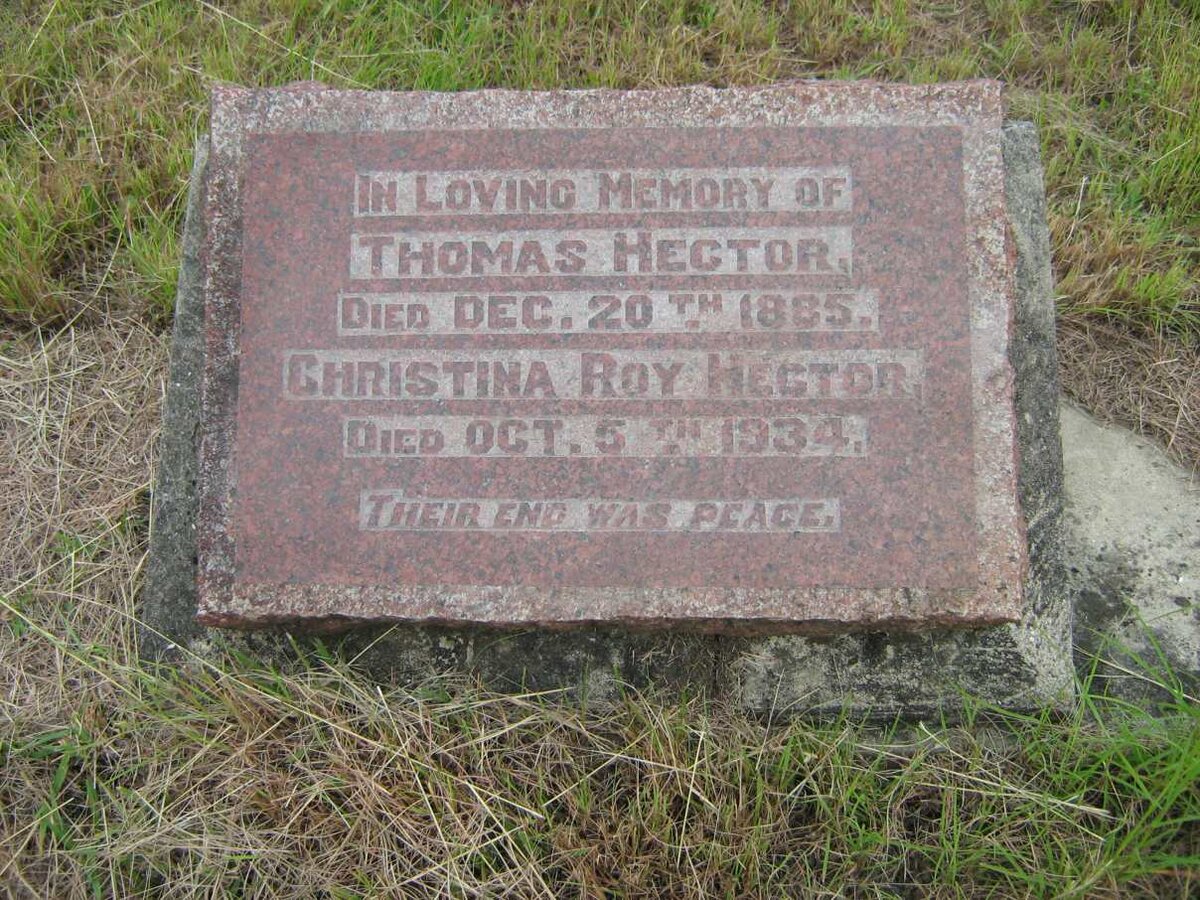 IN LOVING MEMORY OF
THOMAS HECTOR.
DIED DEC. 20TH 1885.
CHRISTINA ROY HECTOR
DIED OCT. 5TH 1934.
THEIR END WAS PEACE.